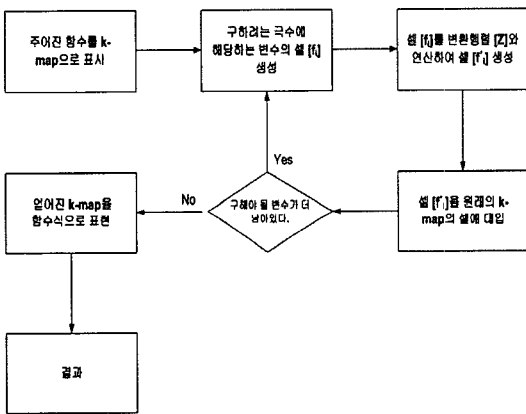 주어진 함수를 k-
map으로 표시
구하려는 극수에
해당하는 변수의 셀 [fᵢ]
생성
셀 [fᵢ]를 변환행렬 [Z]와
연산하여 셀 [f'ᵢ] 생성
Yes
얻어진 k-map을
함수식으로 표현
No
구해야 될 변수가 더
남아있다.
셀 [f'ᵢ]을 원래의 k-
map의 셀에 대입
결과